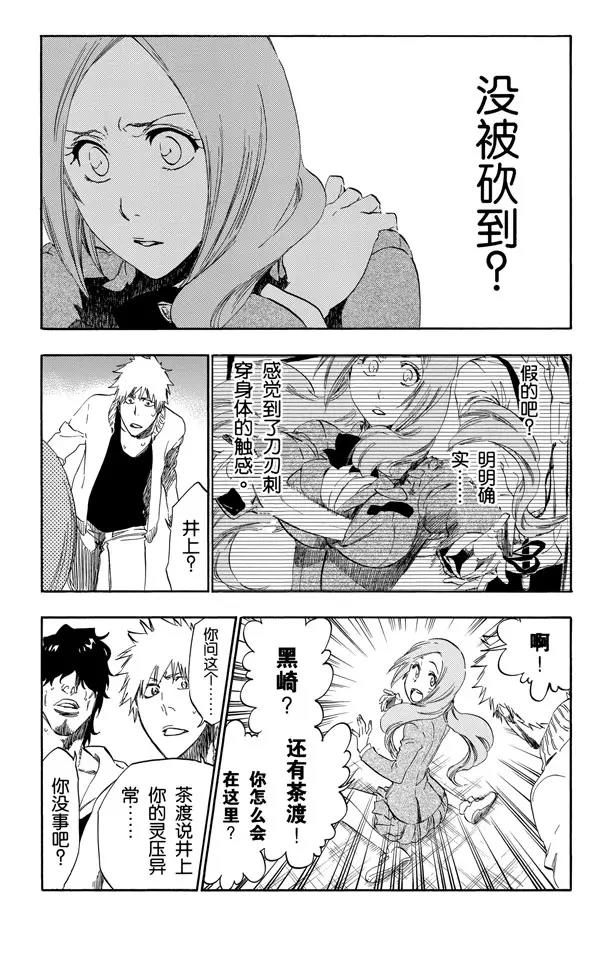 没被砍到？
假的吧？
明明确
实……
感觉到了刀刃刺
穿身体的触感。
井上？
啊！
黑崎？
还有茶渡！
你怎么会
在这里？
你问这个……
茶渡说井上
你的灵压异
常……
你没事吧？